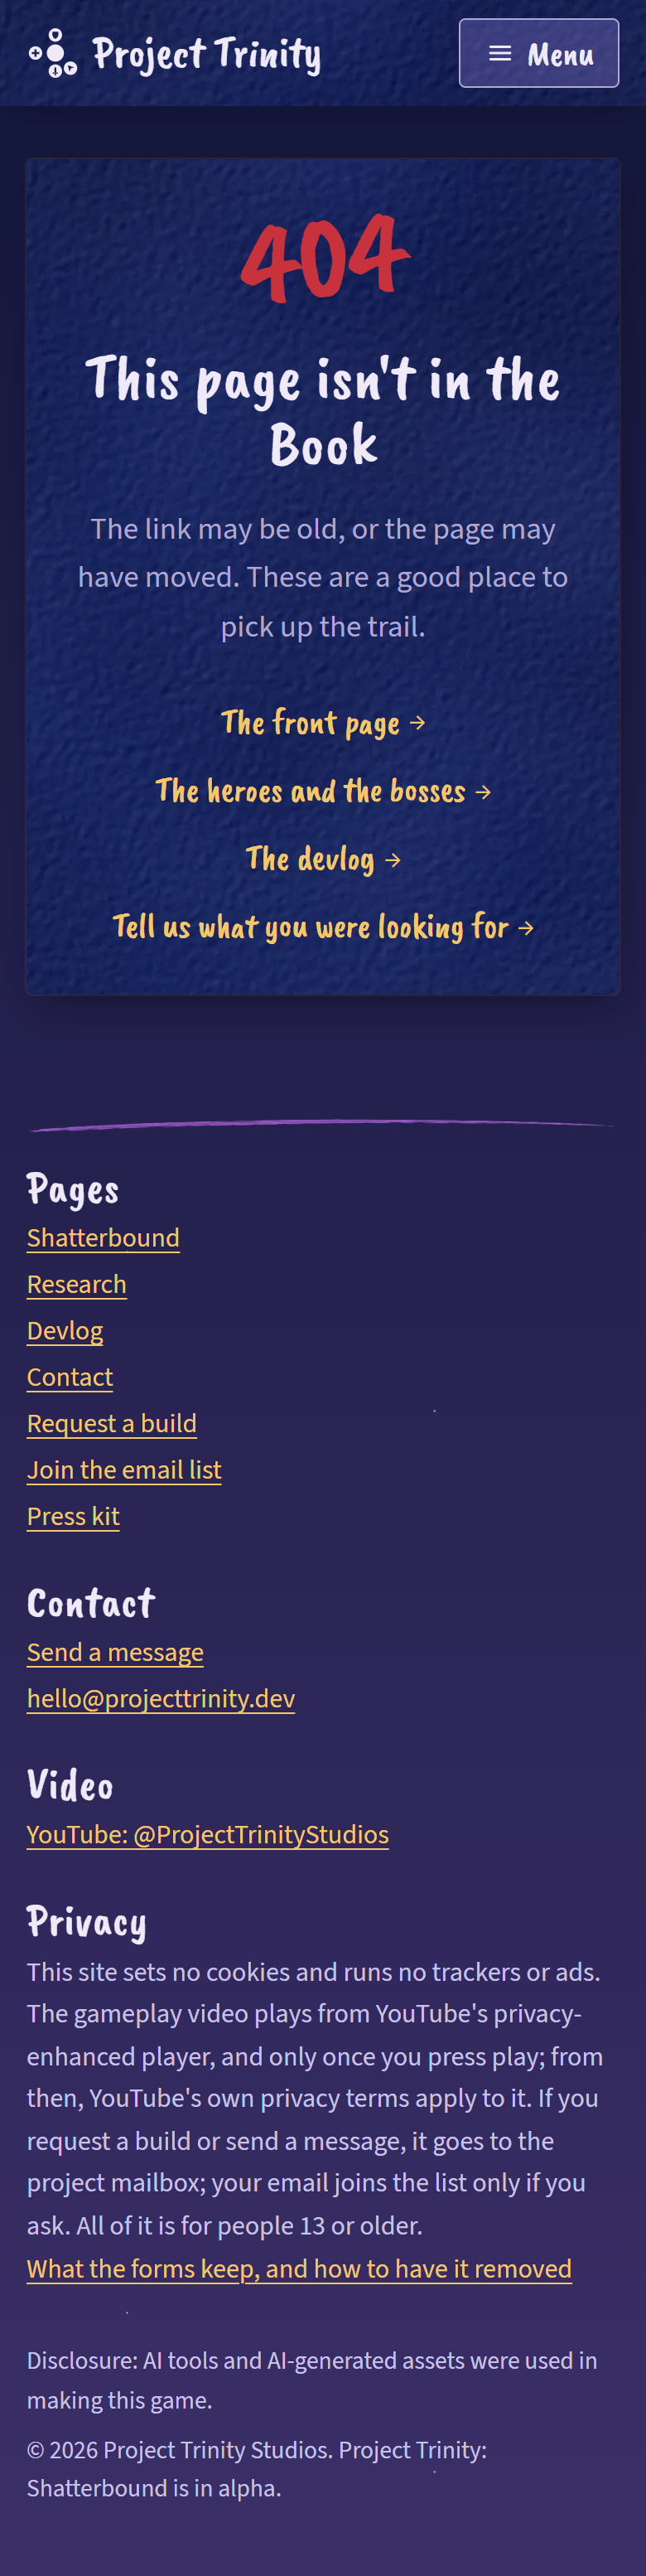 Project Trinity
Menu
404
This page isn't in the
Book
The link may be old, or the page may
have moved. These are a good place to
pick up the trail.
The front page →
The heroes and the bosses →
The devlog →
Tell us what you were looking for →
Pages
Shatterbound
Research
Devlog
Contact
Request a build
Join the email list
Press kit
Contact
Send a message
hello@projecttrinity.dev
Video
YouTube: @ProjectTrinityStudios
Privacy
This site sets no cookies and runs no trackers or ads.
The gameplay video plays from YouTube's privacy-
enhanced player, and only once you press play; from
then, YouTube's own privacy terms apply to it. If you
request a build or send a message, it goes to the
project mailbox; your email joins the list only if you
ask. All of it is for people 13 or older.
What the forms keep, and how to have it removed
Disclosure: AI tools and AI-generated assets were used in
making this game.
© 2026 Project Trinity Studios. Project Trinity:
Shatterbound is in alpha.